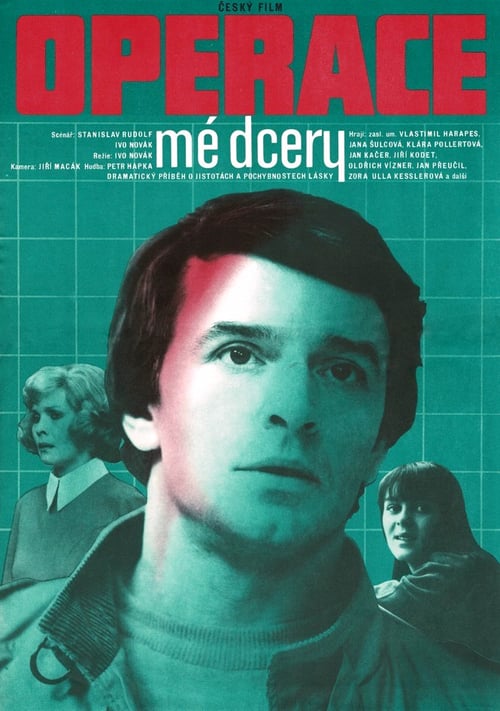 ČESKÝ FILM
OPERACE
mé dcery
Scénář: STANISLAV RUDOLF
IVO NOVÁK
Režie: IVO NOVÁK
Kamera: JIŘÍ MACÁK Hudba: PETR HAPKA
DRAMATICKÝ PŘÍBĚH O JISTOTÁCH A POCHYBNOSTECH LÁSKY
Hrají: zasl. um. VLASTIMIL HARAPES,
JANA ŠULCOVÁ, KLÁRA POLLERTOVÁ,
JAN KAČER, JIŘÍ KODET,
OLDŘICH VÍZNER, JAN PŘEUČIL,
ZORA ULLA KESSLEROVÁ a další